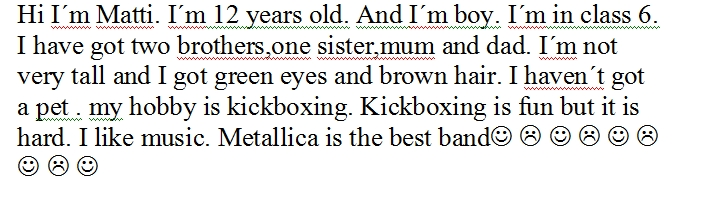 Hi I´m Matti. I´m 12 years old. And I´m boy. I´m in class 6.
I have got two brothers,one sister,mum and dad. I´m not
very tall and I got green eyes and brown hair. I haven´t got
a pet . my hobby is kickboxing. Kickboxing is fun but it is
hard. I like music. Metallica is the best band☺ ☹ ☺ ☹ ☺ ☹
☺ ☹ ☺